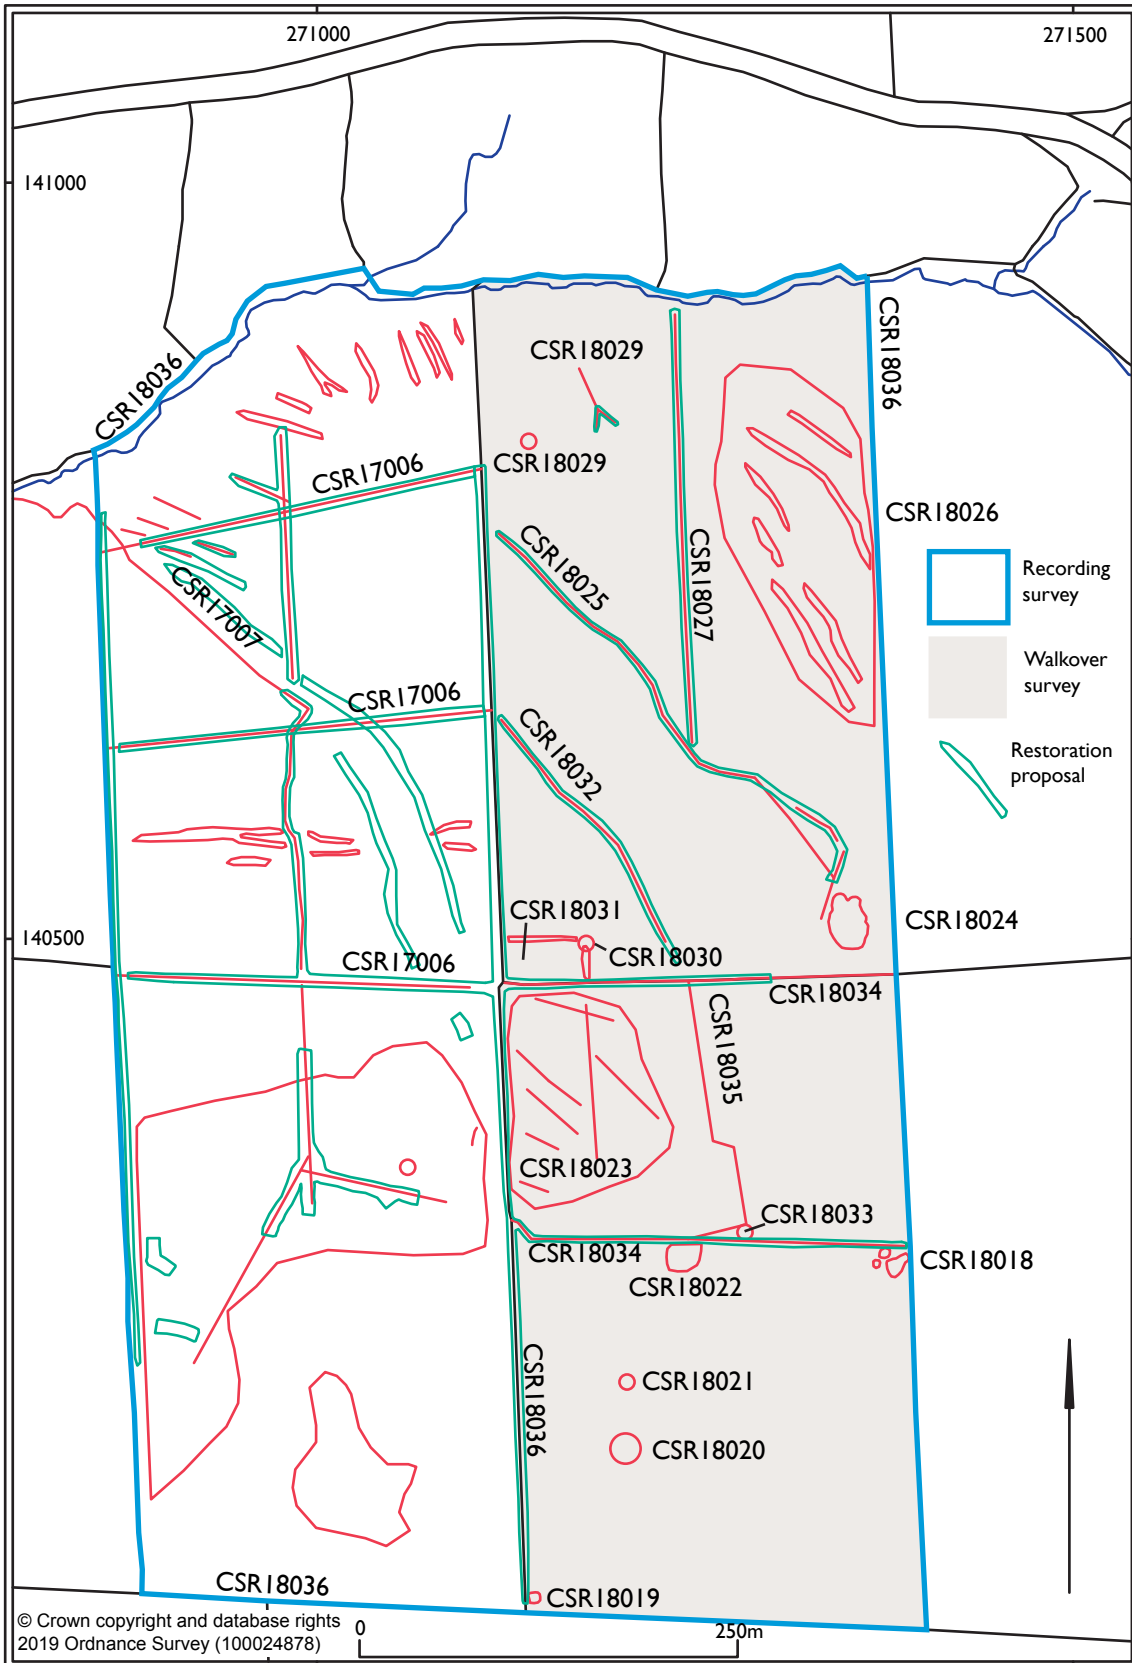 271000
271500
141000
CSR18036
CSR18029
CSR18036
CSR17006
CSR18029
CSR18026
CSR18025
CSR18027
Recording
survey
CSR17007
Walkover
survey
CSR17006
CSR18032
Restoration
proposal
CSR18031
CSR18024
140500
CSR18030
CSR17006
CSR18034
CSR18035
CSR18023
CSR18033
CSR18034
CSR18018
CSR18022
CSR18021
CSR18036
CSR18020
CSR18036
CSR18019
© Crown copyright and database rights
2019 Ordnance Survey (100024878)
0
250m